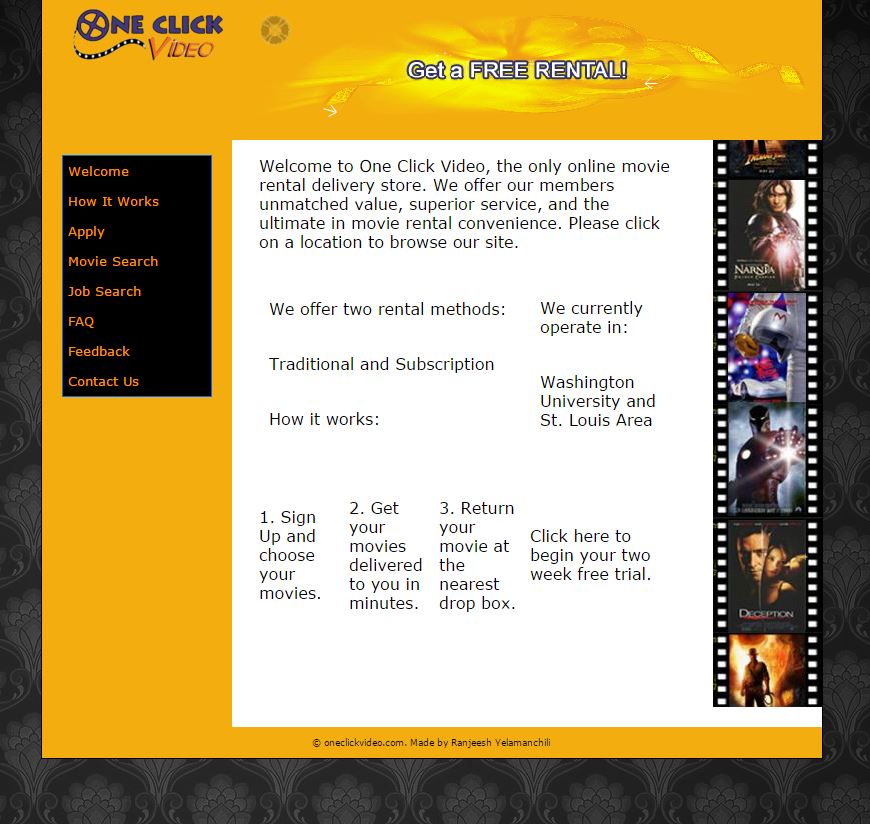 ONE CLICK
VIDEO
Get a FREE RENTAL!
Welcome
How It Works
Apply
Movie Search
Job Search
FAQ
Feedback
Contact Us
Welcome to One Click Video, the only online movie
rental delivery store. We offer our members
unmatched value, superior service, and the
ultimate in movie rental convenience. Please click
on a location to browse our site.
We offer two rental methods:
Traditional and Subscription
How it works:
We currently
operate in:
Washington
University and
St. Louis Area
1. Sign
Up and
choose
your
movies.
2. Get
your
movies
delivered
to you in
minutes.
3. Return
your
movie at
the
nearest
drop box.
Click here to
begin your two
week free trial.
INDIANA JONES
NARNIA
PRINCE CASPIAN
DECEPTION
© oneclickvideo.com. Made by Ranjeesh Yelamanchili